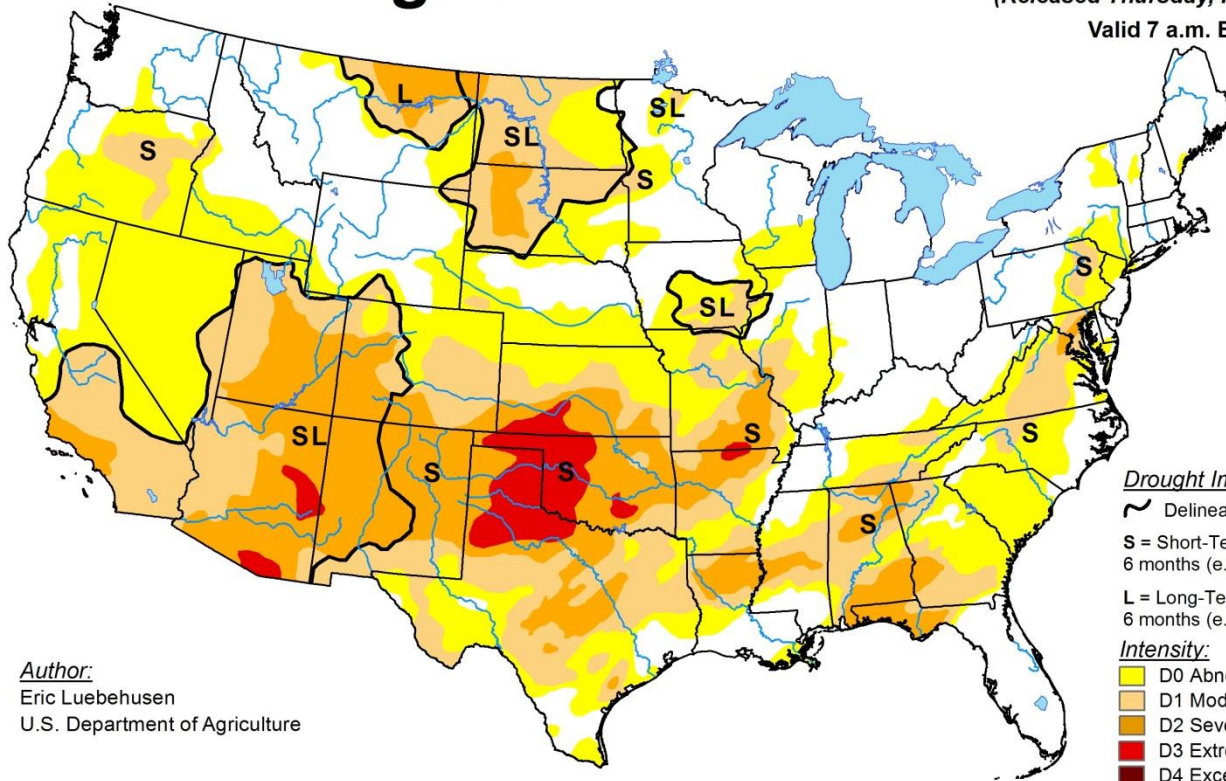 g
(Released Thursday,
Valid 7 a.m. E
L
SL
SL
S
S
S
SL
S
SL
S
S
S
S
S
Drought In
Delinea
S = Short-Te
6 months (e.
L = Long-Te
6 months (e.
Intensity:
D0 Abno
D1 Mod
D2 Seve
D3 Extre
D4 Exce
Author:
Eric Luebehusen
U.S. Department of Agriculture